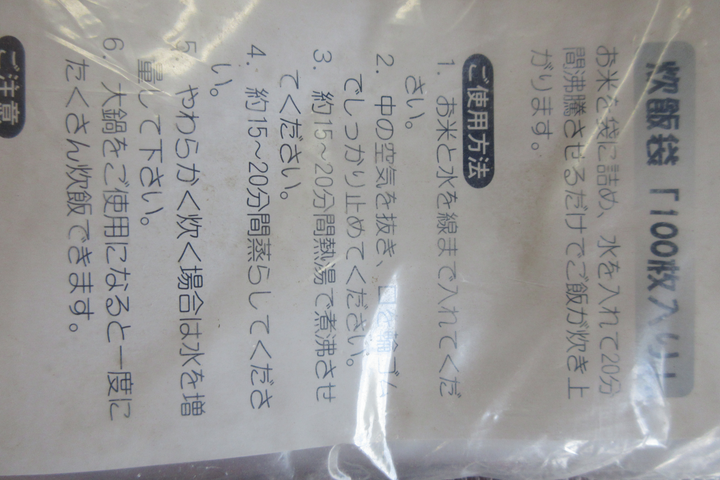 炊飯袋「100枚入り」
お米を袋に詰め、水を入れて20分
間沸騰させるだけでご飯が炊き上
がります。
ご使用方法
1. お米と水を線まで入れてくだ
さい。
2. 中の空気を抜き、口を輪ゴム
でしっかり止めてください。
3. 約15~20分間熱湯で煮沸させ
てください。
4. 約15~20分間蒸らしてくださ
い。
5. やわらかく炊く場合は水を増
量して下さい。
6. 大鍋をご使用になると一度に
たくさん炊飯できます。
ご注意